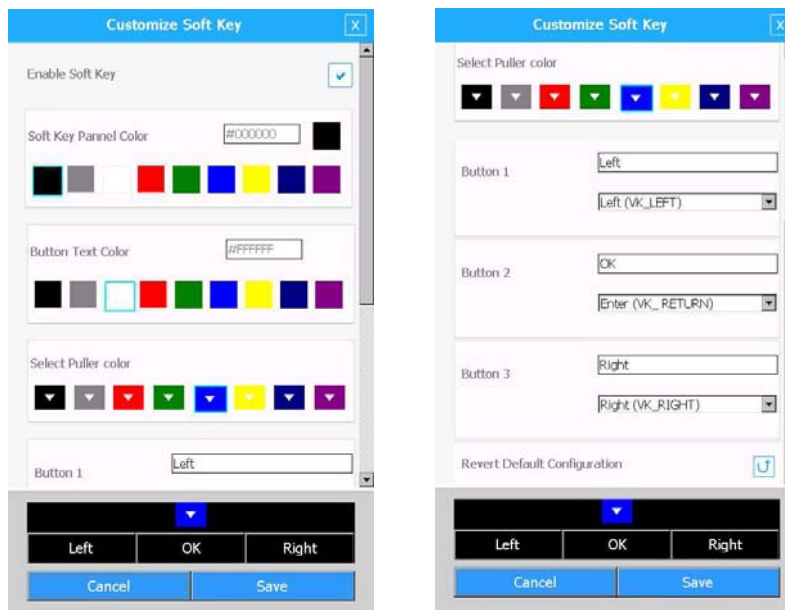 Customize Soft Key X
Enable Soft Key
Soft Key Pannel Color #000000
Button Text Color #FFFFFF
Select Puller color
Button 1 Left
Left OK Right
Cancel Save
Customize Soft Key X
Select Puller color
Button 1 Left
Left (VK_LEFT)
Button 2 OK
Enter (VK_ RETURN)
Button 3 Right
Right (VK_RIGHT)
Revert Default Configuration
Left OK Right
Cancel Save